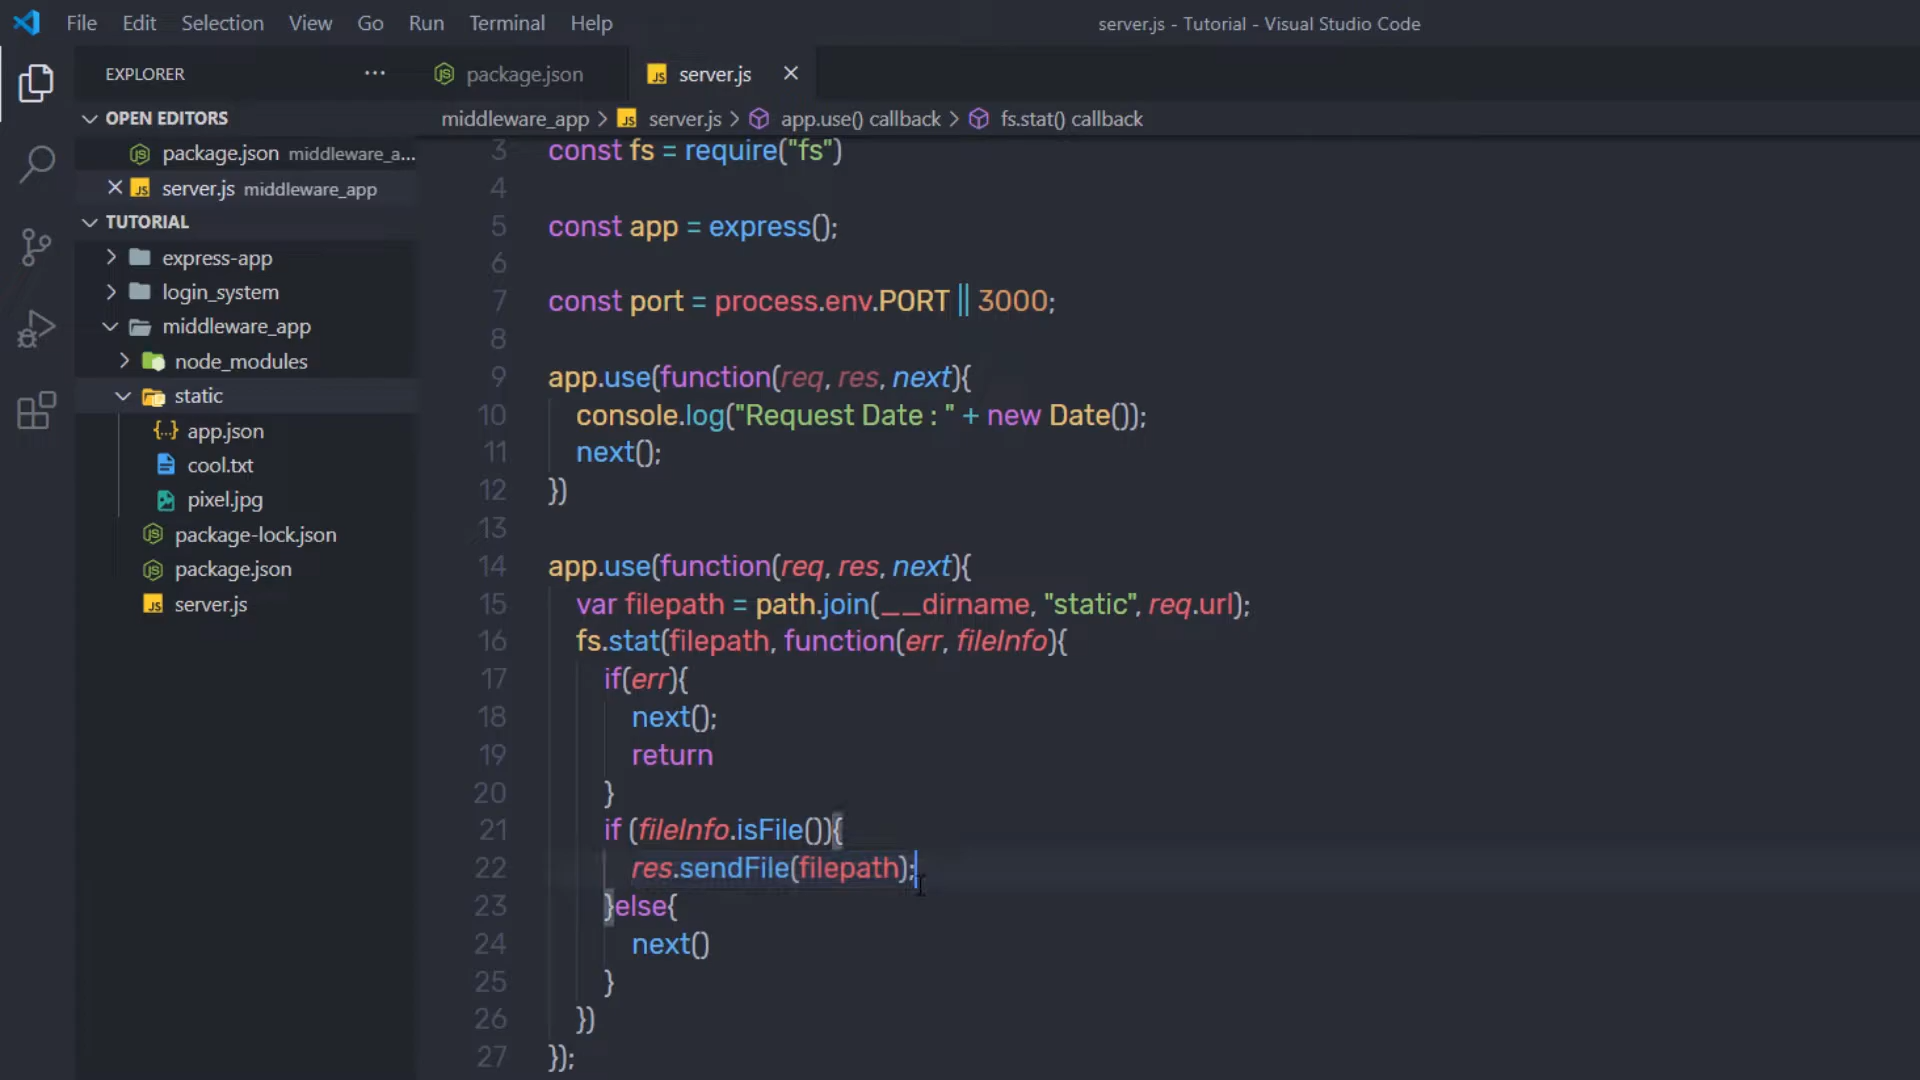 File Edit Selection View Go Run Terminal Help
server.js - Tutorial - Visual Studio Code
EXPLORER ...
OPEN EDITORS
package.json middleware_a...
server.js middleware_app
TUTORIAL
express-app
login_system
middleware_app
node_modules
static
{..} app.json
cool.txt
pixel.jpg
package-lock.json
package.json
JS server.js
package.json
JS server.js
middleware_app > JS server.js > app.use() callback > fs.stat() callback
3 const fs = require("fs")
4
5 const app = express();
6
7 const port = process.env.PORT || 3000;
8
9 app.use(function(req, res, next){
10 console.log("Request Date : " + new Date());
11 next();
12 })
13
14 app.use(function(req, res, next){
15 var filepath = path.join(__dirname, "static", req.url);
16 fs.stat(filepath, function(err, fileInfo){
17 if(err){
18 next();
19 return
20 }
21 if (fileInfo.isFile()){
22 res.sendFile(filepath);
23 }else{
24 next()
25 }
26 })
27 });